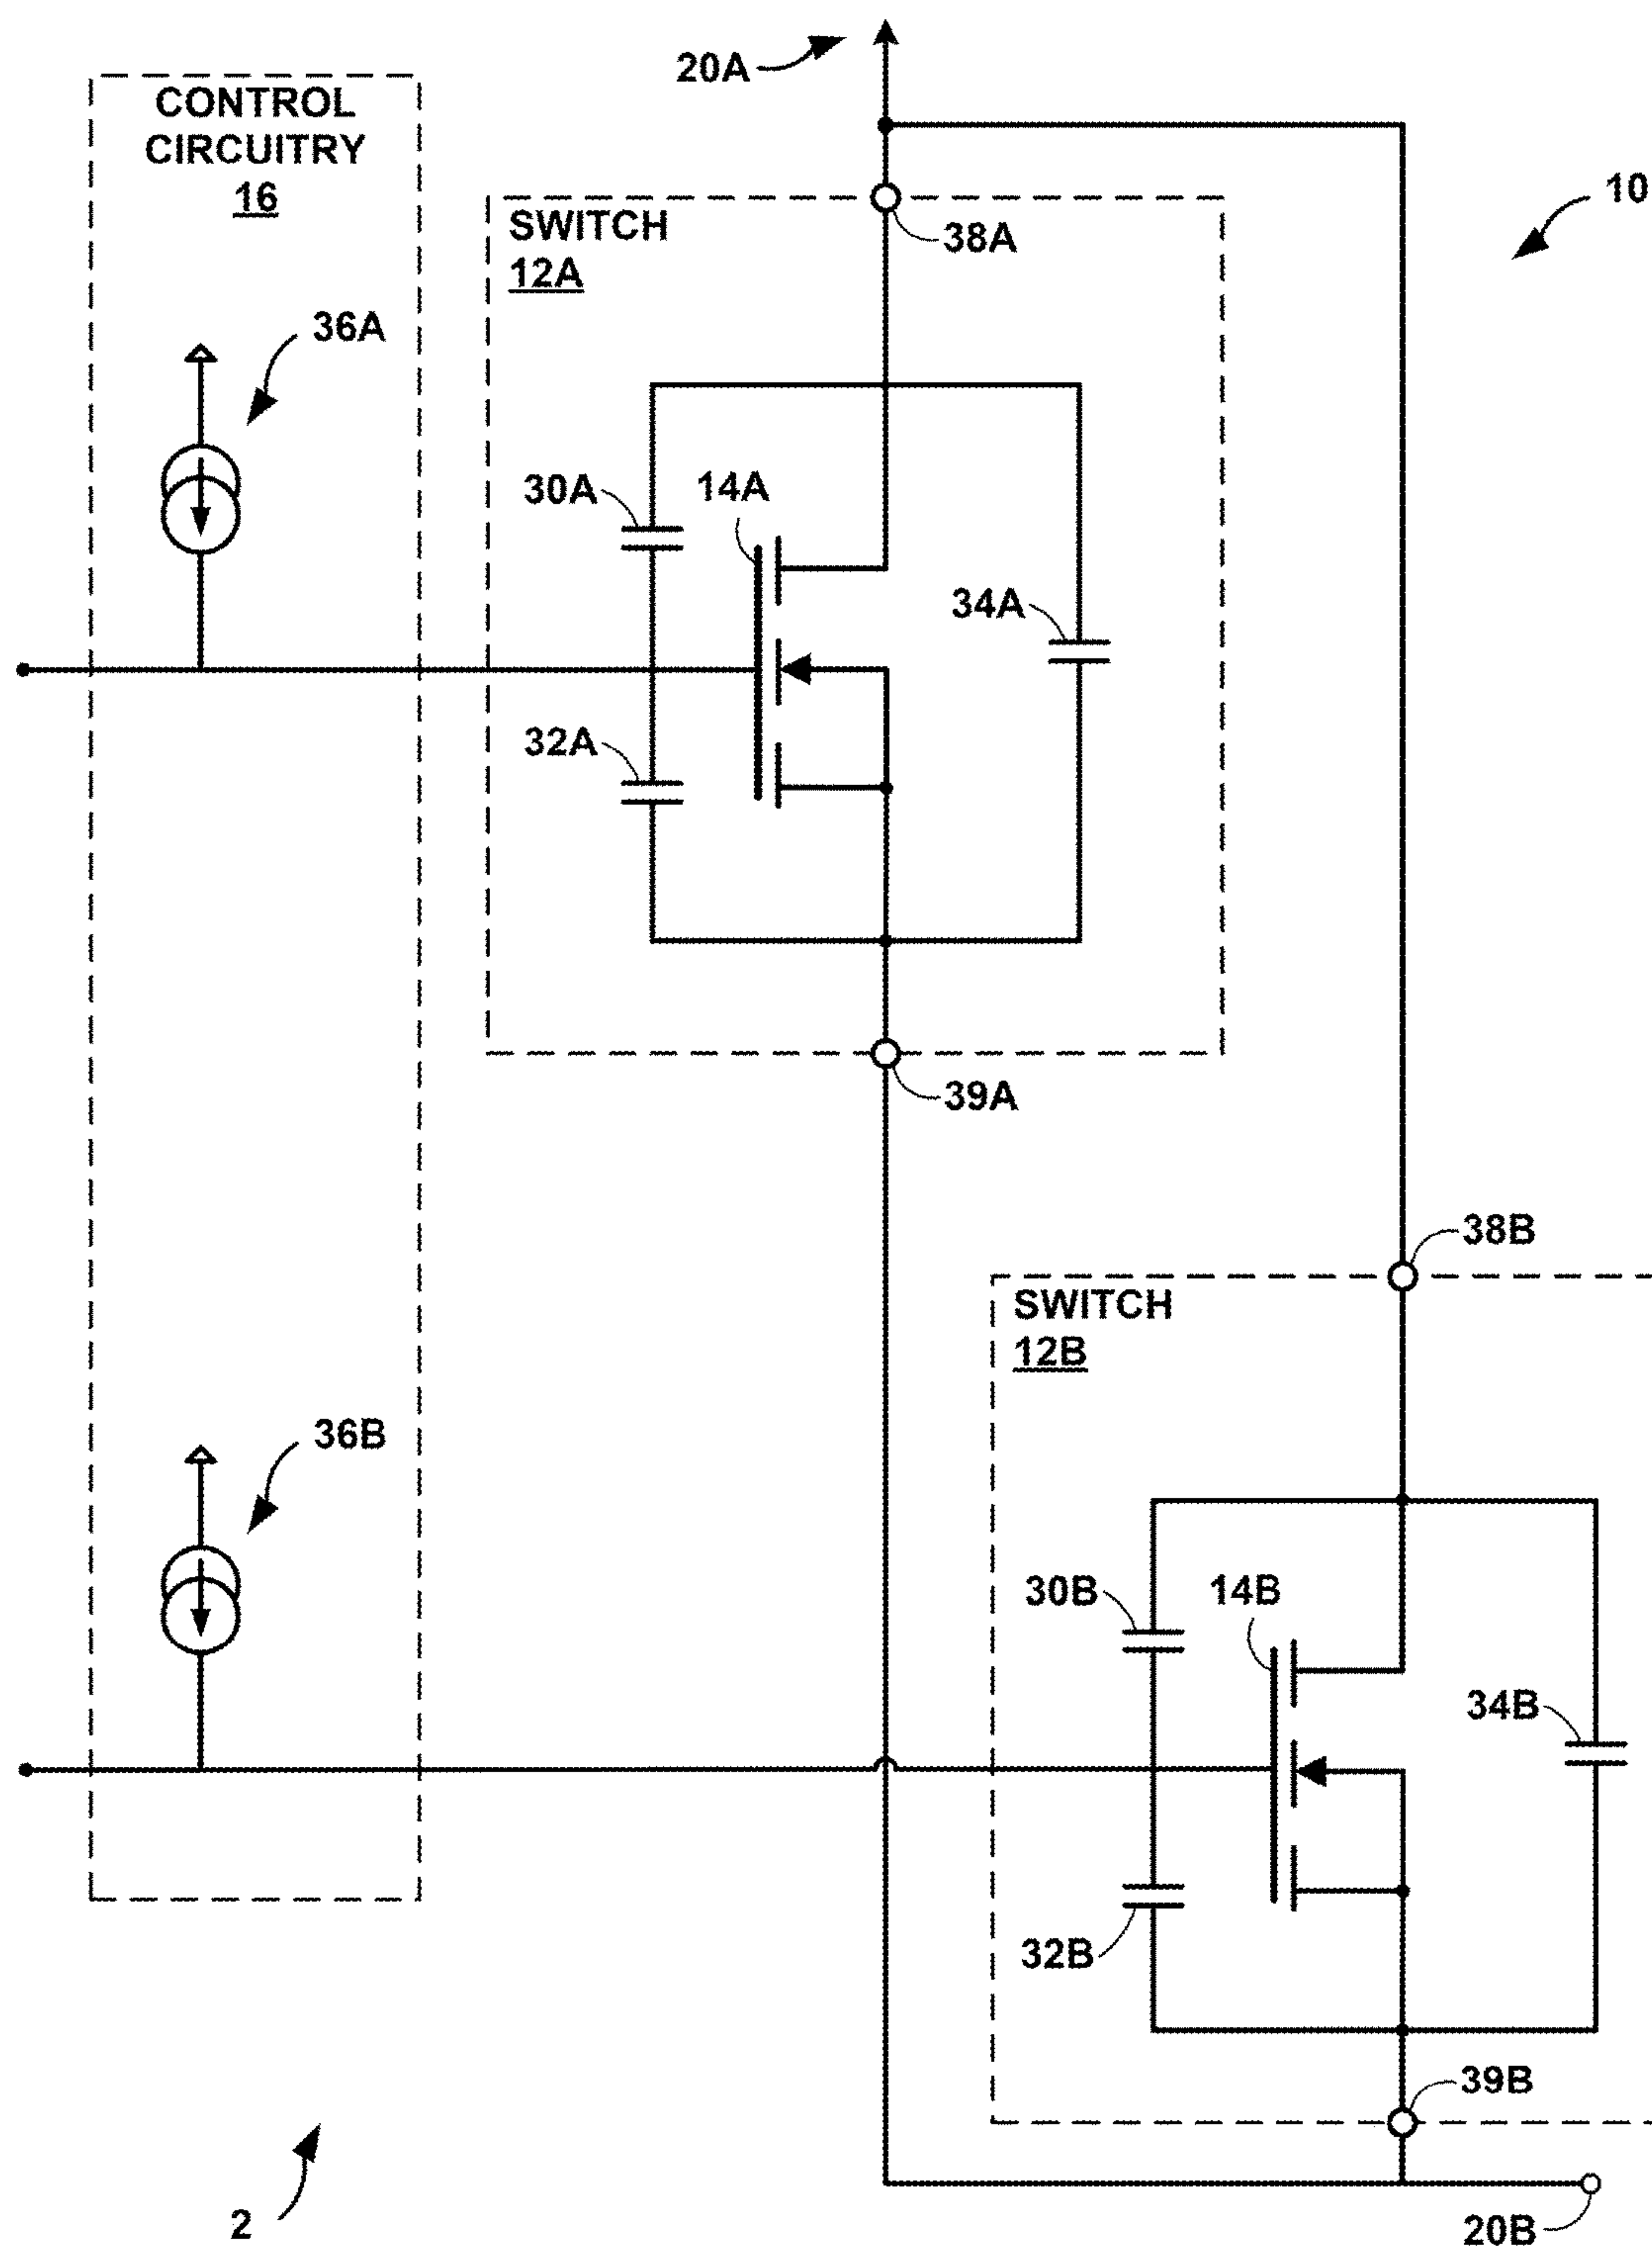 20A
CONTROL
CIRCUITRY
16
10
SWITCH
12A
38A
36A
30A
14A
34A
32A
39A
38B
SWITCH
12B
36B
30B
14B
34B
32B
39B
2
20B